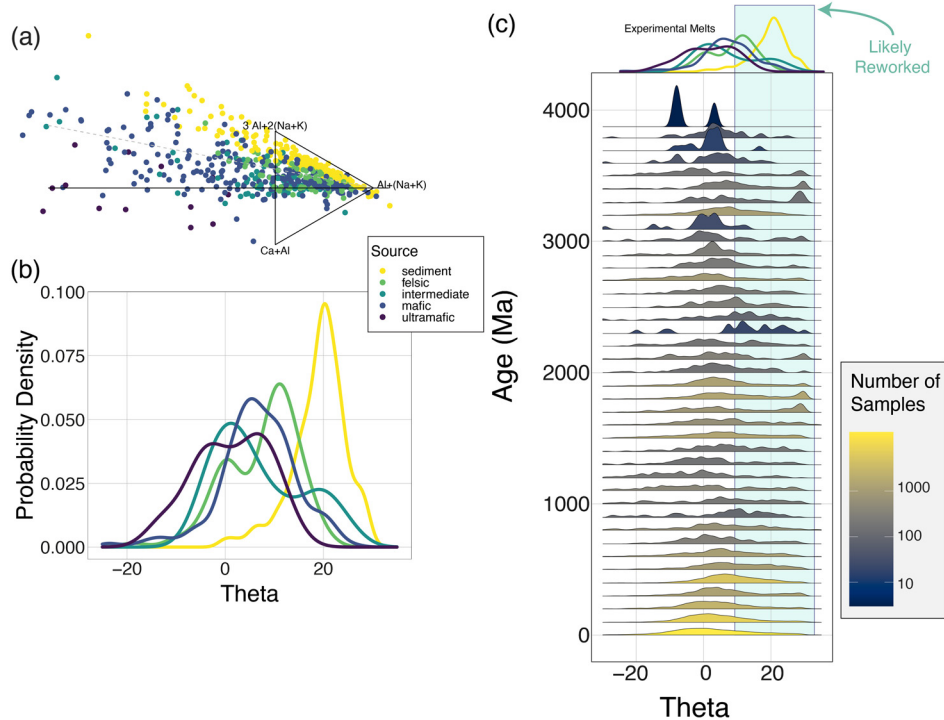 (a)
3 Al+2(Na+K)
Al+(Na+K)
Ca+Al
Source
sediment
felsic
intermediate
mafic
ultramafic
(b)
0.100
0.075
0.050
0.025
0.000
Probability Density
−20
0
20
Theta
(c)
Experimental Melts
Likely
Reworked
4000
3000
2000
1000
0
Age (Ma)
−20
0
20
Theta
Number of
Samples
1000
100
10